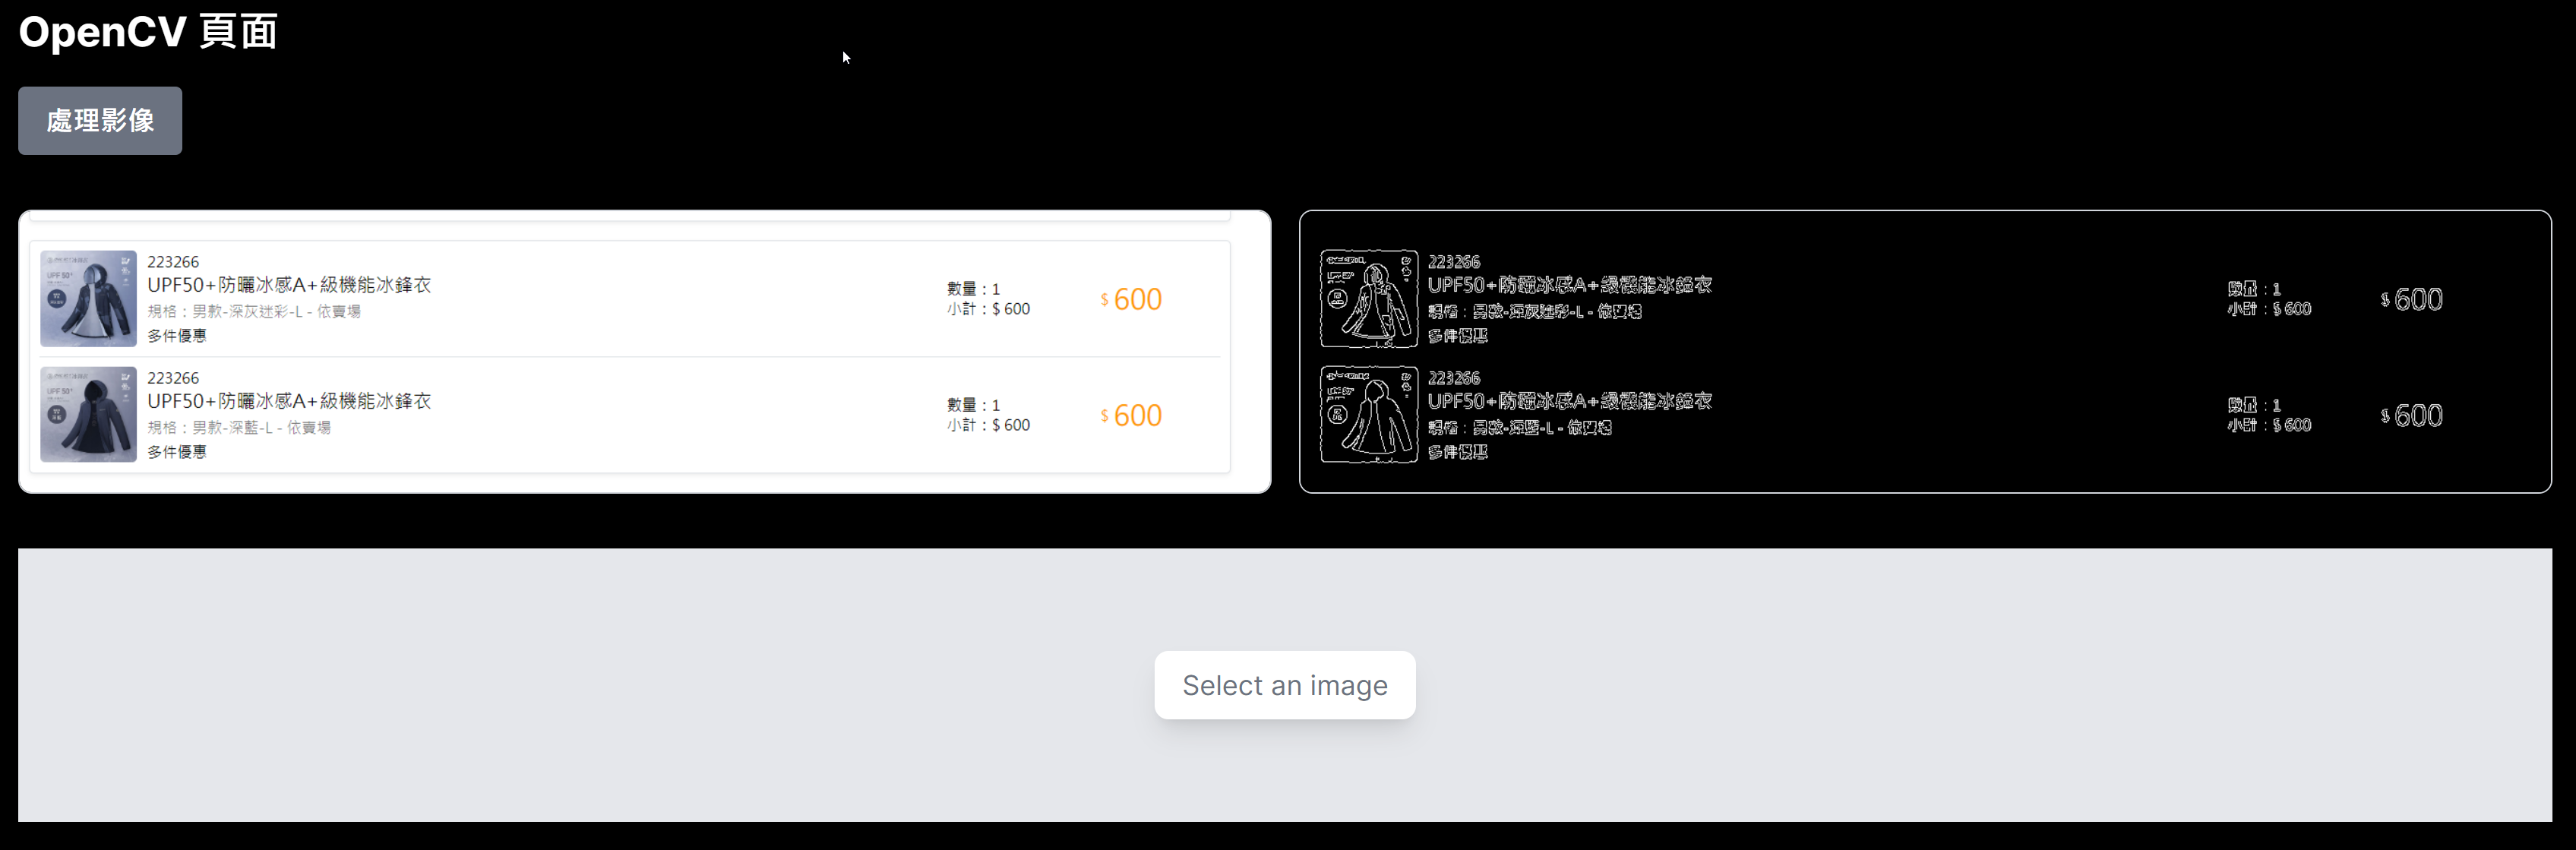 OpenCV 頁面
處理影像
223266
UPF50+防曬冰感A+級機能冰鋒衣
規格：男款-深灰迷彩-L - 依賣場
多件優惠
數量：1
小計：$ 600
$ 600
UPF 50+
223266
UPF50+防曬冰感A+級機能冰鋒衣
規格：男款-深藍-L - 依賣場
多件優惠
數量：1
小計：$ 600
$ 600
UPF 50+
223266
UPF50+防曬冰感A+級機能冰鋒衣
規格：男款-深灰迷彩-L - 依賣場
多件優惠
數量：1
小計：$ 600
$ 600
223266
UPF50+防曬冰感A+級機能冰鋒衣
規格：男款-深藍-L - 依賣場
多件優惠
數量：1
小計：$ 600
$ 600
Select an image